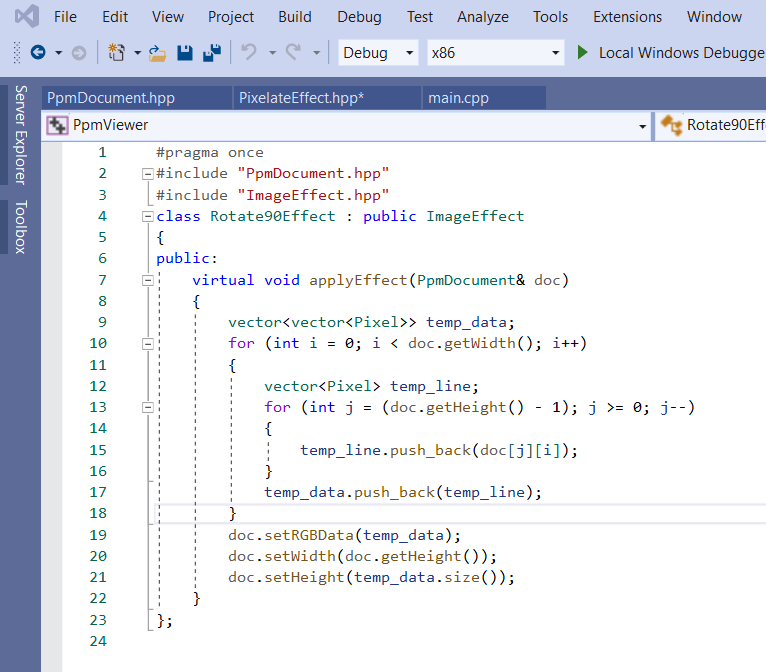 File Edit View Project Build Debug Test Analyze Tools Extensions Window
Debug x86 Local Windows Debugge
Server Explorer
Toolbox
PpmDocument.hpp PixelateEffect.hpp* main.cpp
PpmViewer Rotate90Eff
1 #pragma once
2 #include "PpmDocument.hpp"
3 #include "ImageEffect.hpp"
4 class Rotate90Effect : public ImageEffect
5 {
6 public:
7     virtual void applyEffect(PpmDocument& doc)
8     {
9         vector<vector<Pixel>> temp_data;
10         for (int i = 0; i < doc.getWidth(); i++)
11         {
12             vector<Pixel> temp_line;
13             for (int j = (doc.getHeight() - 1); j >= 0; j--)
14             {
15                 temp_line.push_back(doc[j][i]);
16             }
17             temp_data.push_back(temp_line);
18         }
19         doc.setRGBData(temp_data);
20         doc.setWidth(doc.getHeight());
21         doc.setHeight(temp_data.size());
22     }
23 };
24